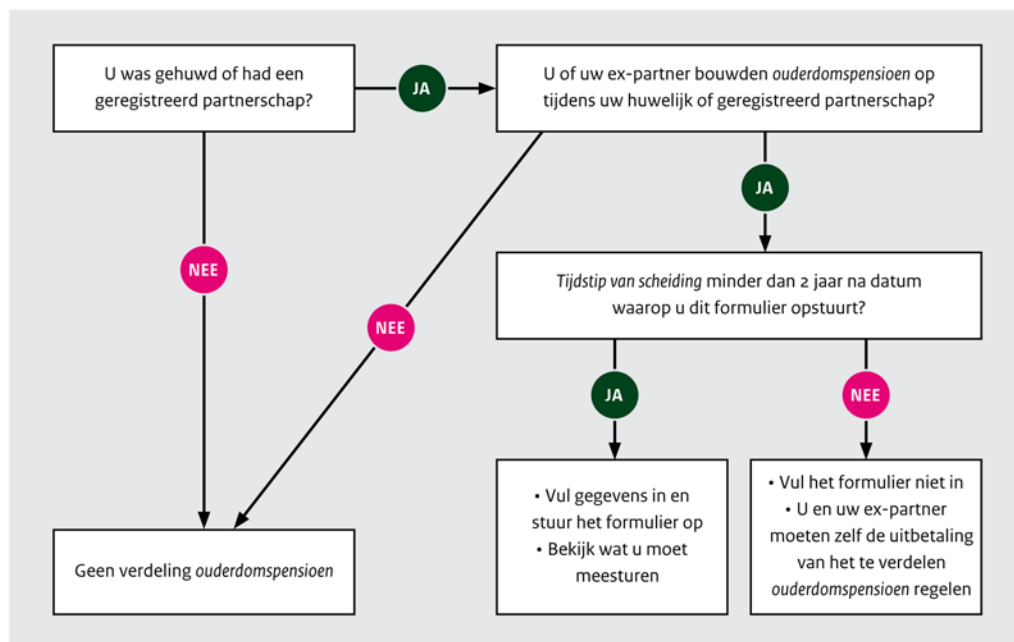 U was gehuwd of had een
geregistreerd partnerschap?
JA
U of uw ex-partner bouwden ouderdomspensioen op
tijdens uw huwelijk of geregistreerd partnerschap?
JA
NEE
NEE
Tijdstip van scheiding minder dan 2 jaar na datum
waarop u dit formulier opstuurt?
JA
NEE
Geen verdeling ouderdomspensioen
• Vul gegevens in en
stuur het formulier op
• Bekijk wat u moet
meesturen
• Vul het formulier niet in
• U en uw ex-partner
moeten zelf de uitbetaling
van het te verdelen
ouderdomspensioen regelen